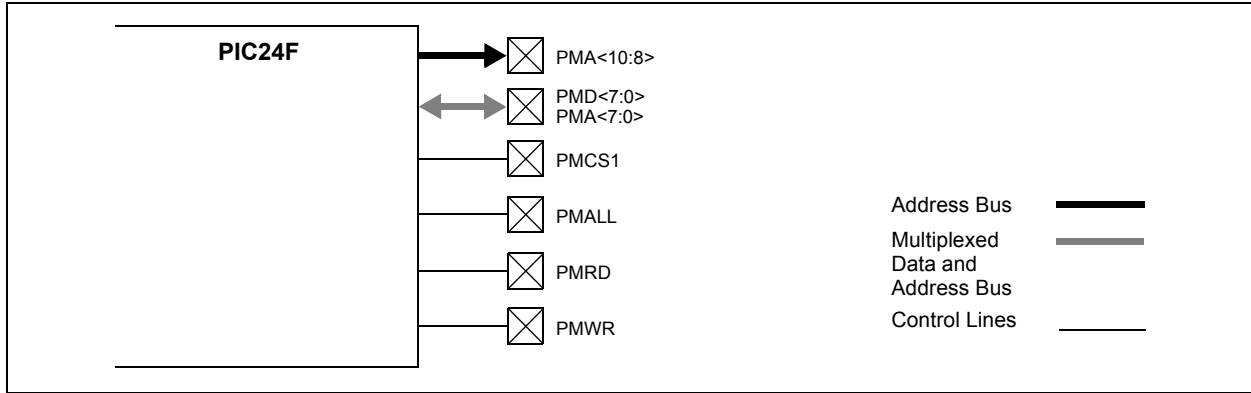 PIC24F
PMA<10:8>
PMD<7:0>
PMA<7:0>
PMCS1
PMALL
PMRD
PMWR
Address Bus
Multiplexed
Data and
Address Bus
Control Lines